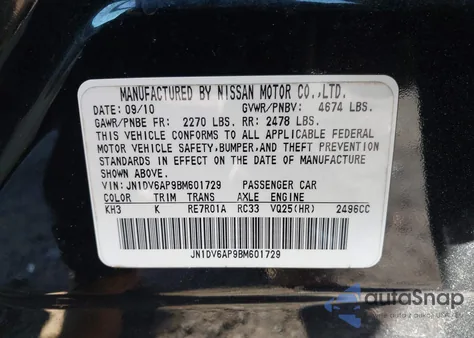 MANUFACTURED BY NISSAN MOTOR CO.,LTD.
DATE: 09/10 GVWR/PNBV: 4674 LBS.
GAWR/PNBE FR: 2270 LBS. RR: 2478 LBS.
THIS VEHICLE CONFORMS TO ALL APPLICABLE FEDERAL
MOTOR VEHICLE SAFETY,BUMPER,AND THEFT PREVENTION
STANDARDS IN EFFECT ON THE DATE OF MANUFACTURE
SHOWN ABOVE.
VIN: JN1DV6AP9BM601729 PASSENGER CAR
COLOR TRIM TRANS AXLE ENGINE
KH3 K RE7R01A RC33 VQ25(HR) 2496CC
JN1DV6AP9BM601729
autaSnap